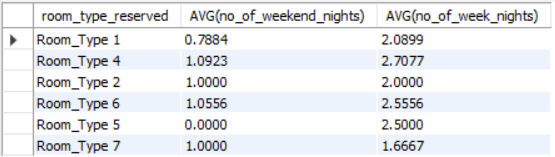 room_type_reserved AVG(no_of_weekend_nights) AVG(no_of_week_nights)
Room_Type 1 0.7884 2.0899
Room_Type 4 1.0923 2.7077
Room_Type 2 1.0000 2.0000
Room_Type 6 1.0556 2.5556
Room_Type 5 0.0000 2.5000
Room_Type 7 1.0000 1.6667